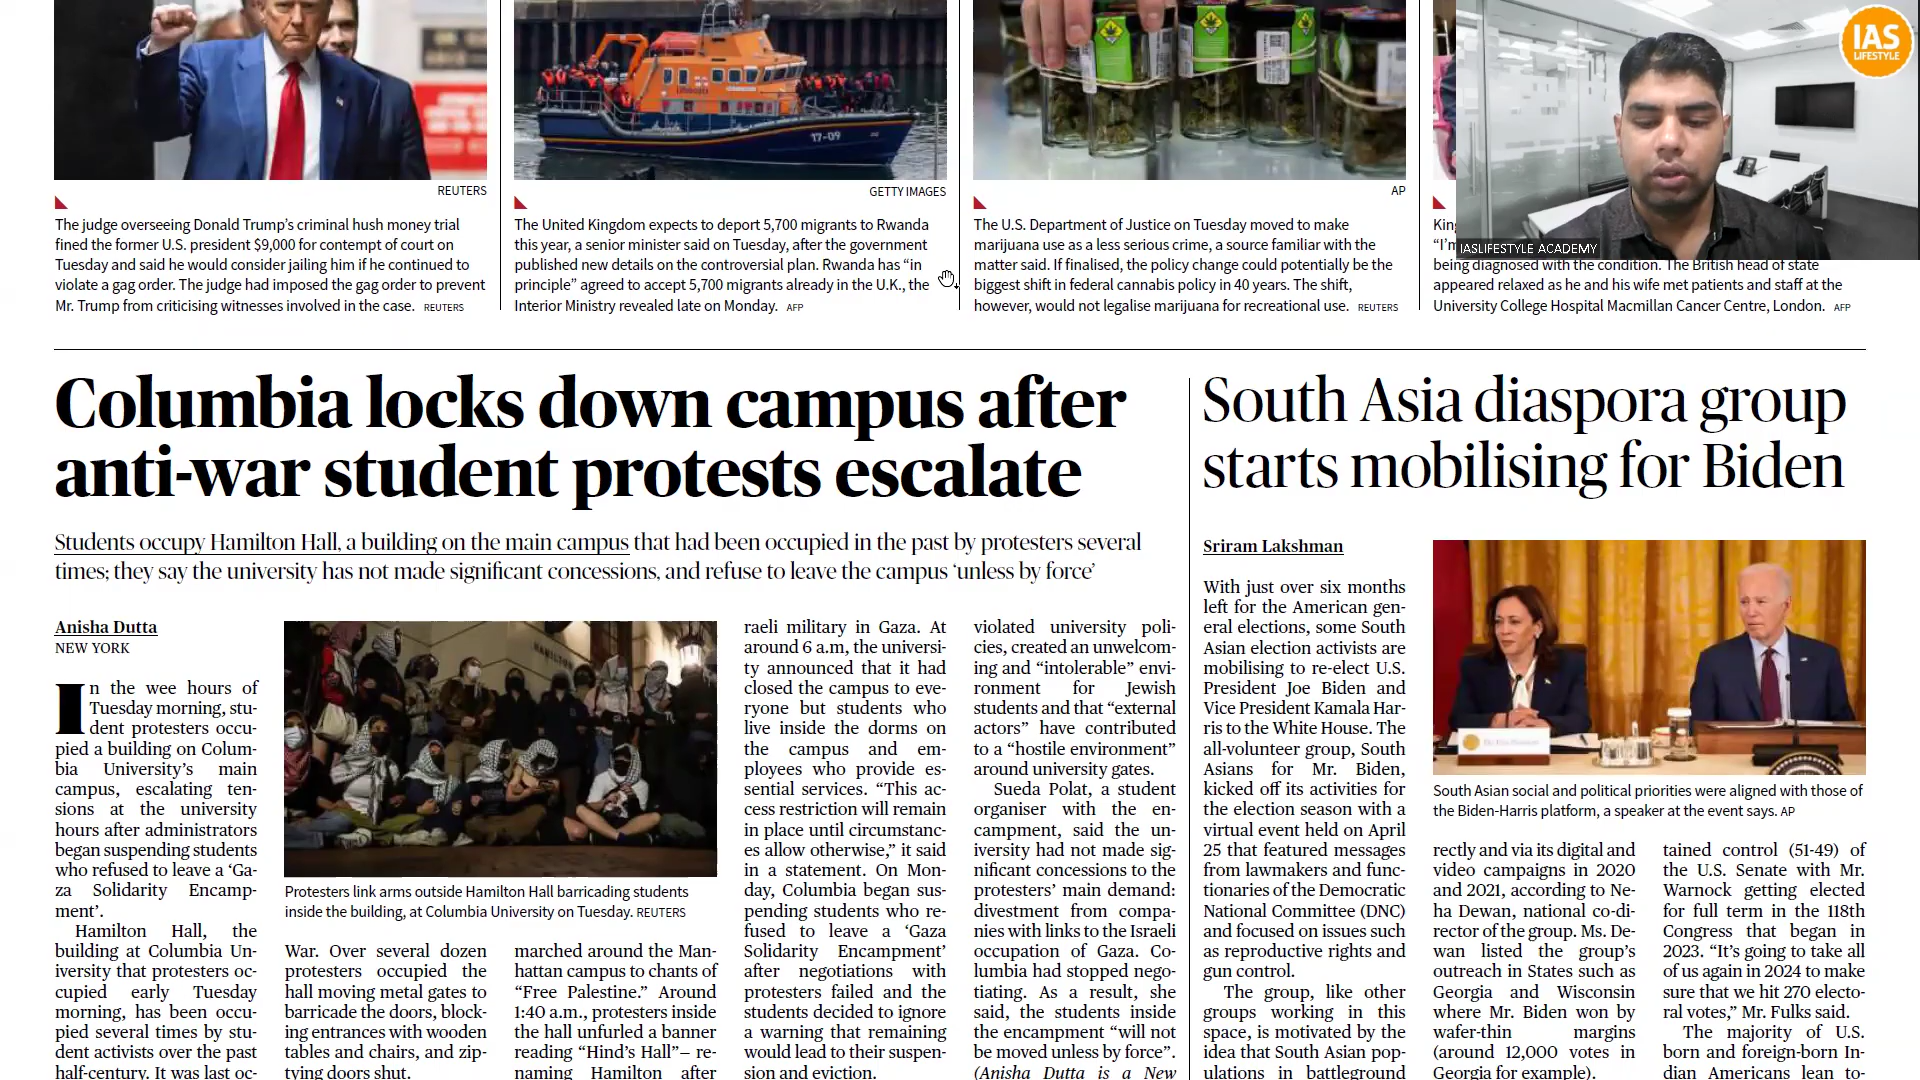 IAS
LIFESTYLE
IASLIFESTYLE ACADEMY
17-09
REUTERS
The judge overseeing Donald Trump's criminal hush money trial
fined the former U.S. president $9,000 for contempt of court on
Tuesday and said he would consider jailing him if he continued to
violate a gag order. The judge had imposed the gag order to prevent
Mr. Trump from criticising witnesses involved in the case. REUTERS
GETTY IMAGES
The United Kingdom expects to deport 5,700 migrants to Rwanda
this year, a senior minister said on Tuesday, after the government
published new details on the controversial plan. Rwanda has “in
principle” agreed to accept 5,700 migrants already in the U.K., the
Interior Ministry revealed late on Monday. AFP
AP
The U.S. Department of Justice on Tuesday moved to make
marijuana use as a less serious crime, a source familiar with the
matter said. If finalised, the policy change could potentially be the
biggest shift in federal cannabis policy in 40 years. The shift,
however, would not legalise marijuana for recreational use. REUTERS
being diagnosed with the condition. The British head of state
appeared relaxed as he and his wife met patients and staff at the
University College Hospital Macmillan Cancer Centre, London. AFP
Columbia locks down campus after
anti-war student protests escalate
Students occupy Hamilton Hall, a building on the main campus that had been occupied in the past by protesters several
times; they say the university has not made significant concessions, and refuse to leave the campus ‘unless by force’
Anisha Dutta
NEW YORK
In the wee hours of
Tuesday morning, stu-
dent protesters occu-
pied a building on Colum-
bia University's main
campus, escalating ten-
sions at the university
hours after administrators
began suspending students
who refused to leave a ‘Ga-
za Solidarity Encamp-
ment’.
Hamilton Hall, the
building at Columbia Un-
iversity that protesters oc-
cupied early Tuesday
morning, has been occu-
pied several times by stu-
dent activists over the past
half-century. It was last oc-
Protesters link arms outside Hamilton Hall barricading students
inside the building, at Columbia University on Tuesday. REUTERS
War. Over several dozen
protesters occupied the
hall moving metal gates to
barricade the doors, block-
ing entrances with wooden
tables and chairs, and zip-
tying doors shut.
marched around the Man-
hattan campus to chants of
“Free Palestine.” Around
1:40 a.m., protesters inside
the hall unfurled a banner
reading “Hind's Hall”– re-
naming Hamilton after
raeli military in Gaza. At
around 6 a.m, the universi-
ty announced that it had
closed the campus to eve-
ryone but students who
live inside the dorms on
the campus and em-
ployees who provide es-
sential services. “This ac-
cess restriction will remain
in place until circumstanc-
es allow otherwise,” it said
in a statement. On Mon-
day, Columbia began sus-
pending students who re-
fused to leave a ‘Gaza
Solidarity Encampment’
after negotiations with
protesters failed and the
students decided to ignore
a warning that remaining
would lead to their suspen-
sion and eviction.
violated university poli-
cies, created an unwelcom-
ing and “intolerable” envi-
ronment for Jewish
students and that “external
actors” have contributed
to a “hostile environment”
around university gates.
Sueda Polat, a student
organiser with the en-
campment, said the un-
iversity had not made sig-
nificant concessions to the
protesters’ main demand:
divestment from compa-
nies with links to the Israeli
occupation of Gaza. Co-
lumbia had stopped nego-
tiating. As a result, she
said, the students inside
the encampment “will not
be moved unless by force”.
(Anisha Dutta is a New
South Asia diaspora group
starts mobilising for Biden
Sriram Lakshman
With just over six months
left for the American gen-
eral elections, some South
Asian election activists are
mobilising to re-elect U.S.
President Joe Biden and
Vice President Kamala Har-
ris to the White House. The
all-volunteer group, South
Asians for Mr. Biden,
kicked off its activities for
the election season with a
virtual event held on April
25 that featured messages
from lawmakers and func-
tionaries of the Democratic
National Committee (DNC)
and focused on issues such
as reproductive rights and
gun control.
The group, like other
groups working in this
space, is motivated by the
idea that South Asian pop-
ulations in battleground
South Asian social and political priorities were aligned with those of
the Biden-Harris platform, a speaker at the event says. AP
rectly and via its digital and
video campaigns in 2020
and 2021, according to Ne-
ha Dewan, national co-di-
rector of the group. Ms. De-
wan listed the group's
outreach in States such as
Georgia and Wisconsin
where Mr. Biden won by
wafer-thin margins
(around 12,000 votes in
Georgia for example).
tained control (51-49) of
the U.S. Senate with Mr.
Warnock getting elected
for full term in the 118th
Congress that began in
2023. “It's going to take all
of us again in 2024 to make
sure that we hit 270 electo-
ral votes,” Mr. Fulks said.
The majority of U.S.
born and foreign-born In-
dian Americans lean to-